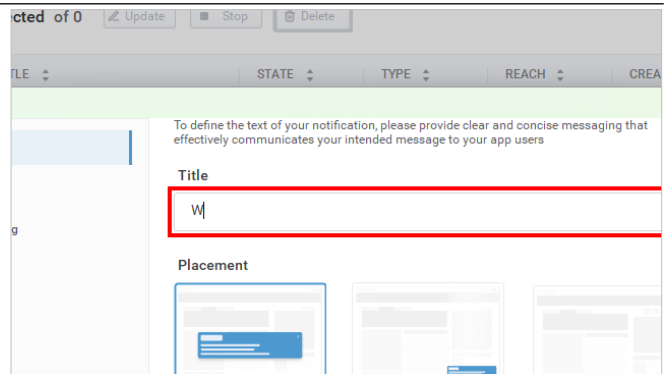 cted of 0 Update Stop Delete
TLE STATE TYPE REACH CREA
To define the text of your notification, please provide clear and concise messaging that
effectively communicates your intended message to your app users
Title
W
g
Placement